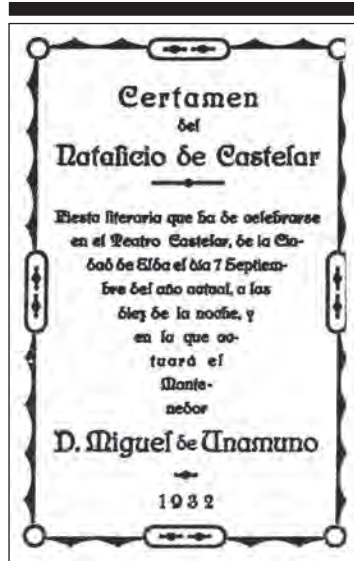 Certamen
del
Natalicio de Castelar
Fiesta literaria que ha de celebrarse
en el Teatro Castelar, de la Ciu-
dad de Elda el día 7 Septiem-
bre del año actual, a las
diez de la noche, y
en la que ac-
tuará el
Mante-
nedor
D. Miguel de Unamuno
1932